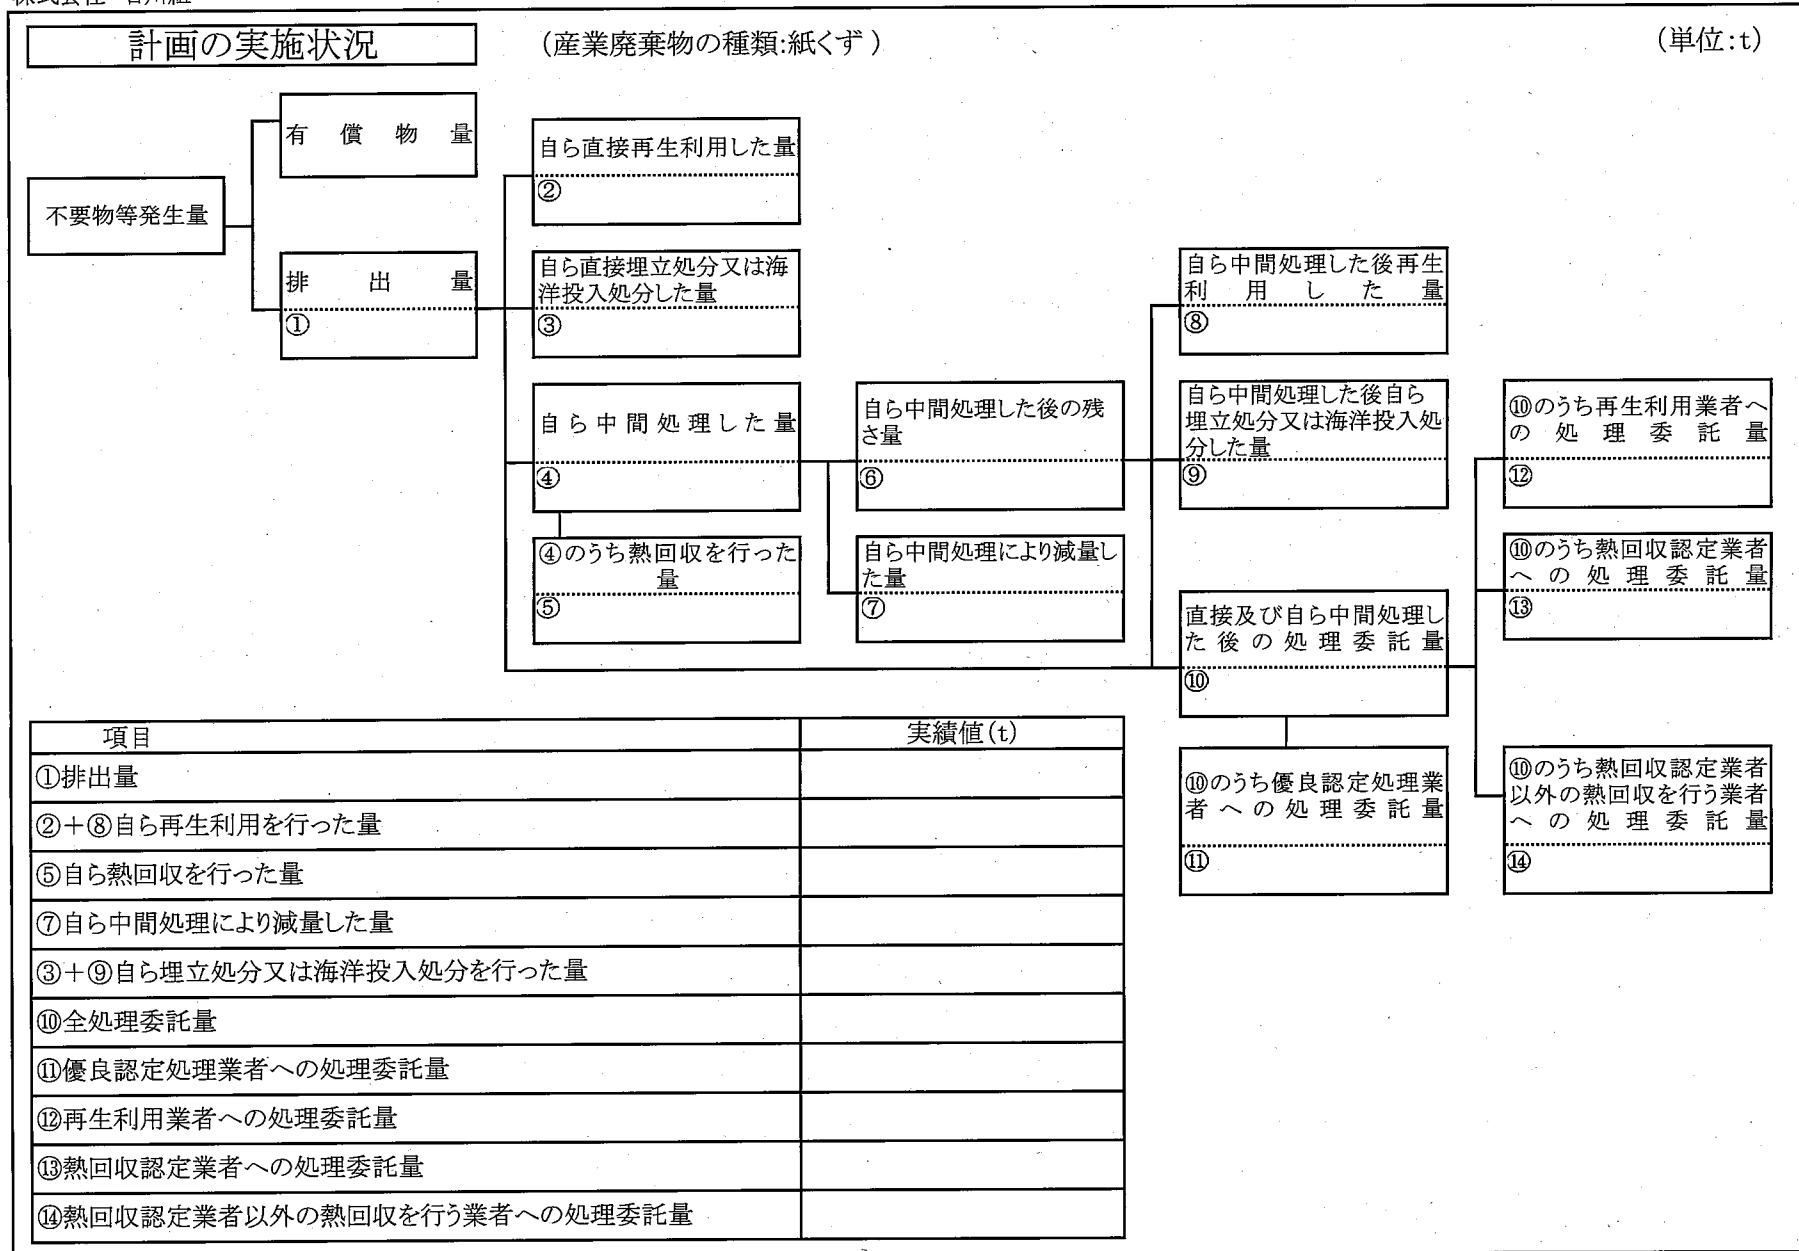 計画の実施状況 (産業廃棄物の種類:紙くず) (単位:t)
有償物量
不要物等発生量
排出量
①
自ら直接再生利用した量
②
自ら直接埋立処分又は海
洋投入処分した量
③
自ら中間処理した量
④
④のうち熱回収を行った
量
⑤
自ら中間処理した後の残
さ量
⑥
自ら中間処理により減量し
た量
⑦
自ら中間処理した後再生
利用した量
⑧
自ら中間処理した後自ら
埋立処分又は海洋投入処
分した量
⑨
直接及び自ら中間処理し
た後の処理委託量
⑩
⑩のうち優良認定処理業
者への処理委託量
⑪
⑩のうち再生利用業者へ
の処理委託量
⑫
⑩のうち熱回収認定業者
への処理委託量
⑬
⑩のうち熱回収認定業者
以外の熱回収を行う業者
への処理委託量
⑭
項目 実績値(t)
①排出量
②+⑧自ら再生利用を行った量
⑤自ら熱回収を行った量
⑦自ら中間処理により減量した量
③+⑨自ら埋立処分又は海洋投入処分を行った量
⑩全処理委託量
⑪優良認定処理業者への処理委託量
⑫再生利用業者への処理委託量
⑬熱回収認定業者への処理委託量
⑭熱回収認定業者以外の熱回収を行う業者への処理委託量